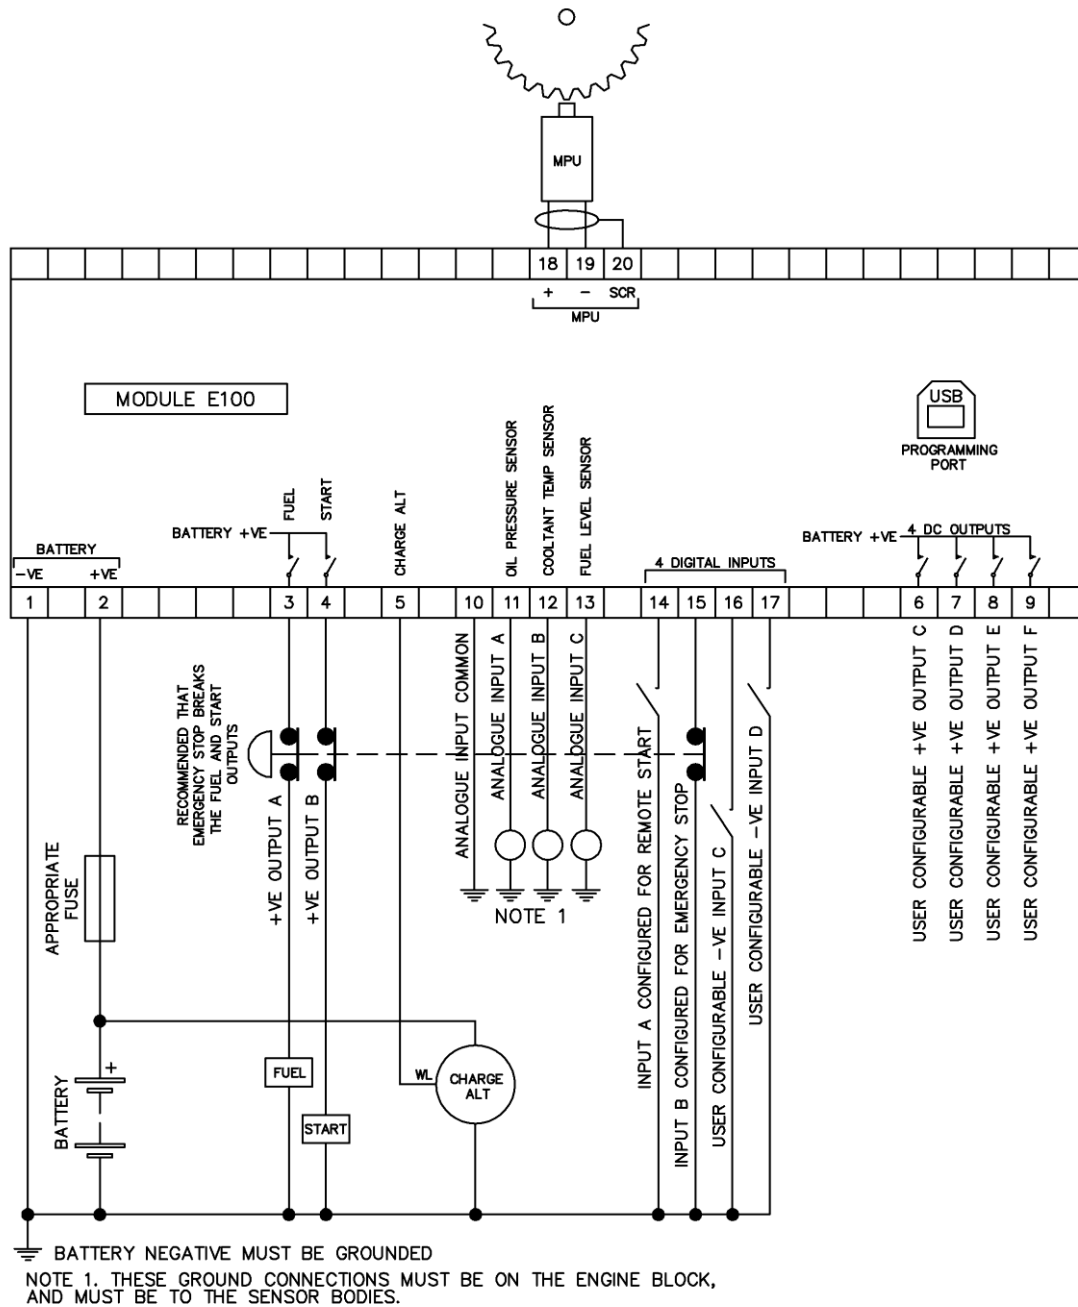 MPU
18 19 20
+ − SCR
MPU
MODULE E100
USB
PROGRAMMING
PORT
FUEL
START
CHARGE ALT
OIL PRESSURE SENSOR
COOLTANT TEMP SENSOR
FUEL LEVEL SENSOR
BATTERY +VE
BATTERY +VE
4 DC OUTPUTS
BATTERY
−VE +VE
4 DIGITAL INPUTS
1 2 3 4 5 10 11 12 13 14 15 16 17 6 7 8 9
RECOMMENDED THAT
EMERGENCY STOP BREAKS
THE FUEL AND START
OUTPUTS
+VE OUTPUT A
+VE OUTPUT B
ANALOGUE INPUT COMMON
ANALOGUE INPUT A
ANALOGUE INPUT B
ANALOGUE INPUT C
NOTE 1
INPUT A CONFIGURED FOR REMOTE START
INPUT B CONFIGURED FOR EMERGENCY STOP
USER CONFIGURABLE −VE INPUT C
USER CONFIGURABLE −VE INPUT D
USER CONFIGURABLE +VE OUTPUT C
USER CONFIGURABLE +VE OUTPUT D
USER CONFIGURABLE +VE OUTPUT E
USER CONFIGURABLE +VE OUTPUT F
APPROPRIATE
FUSE
BATTERY
+
FUEL
START
WL
CHARGE
ALT
BATTERY NEGATIVE MUST BE GROUNDED
NOTE 1. THESE GROUND CONNECTIONS MUST BE ON THE ENGINE BLOCK,
AND MUST BE TO THE SENSOR BODIES.